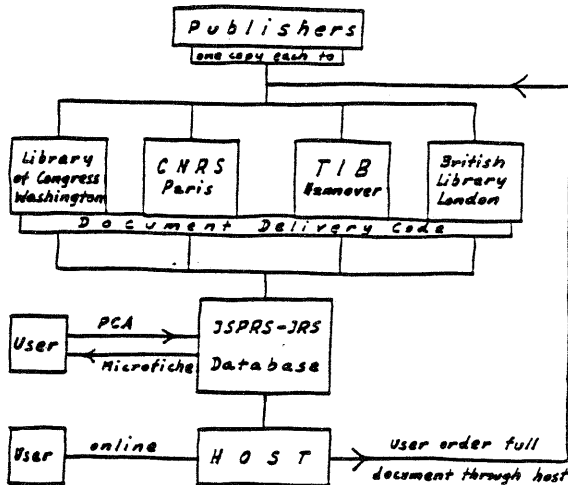 Publishers
one copy each to
Library
of Congress
Washington
CNRS
Paris
TIB
Hannover
British
Library
London
Document Delivery Code
User
PCA
Microfiche
ISPRS-IRS
Database
User
online
HOST
User order full
document through host